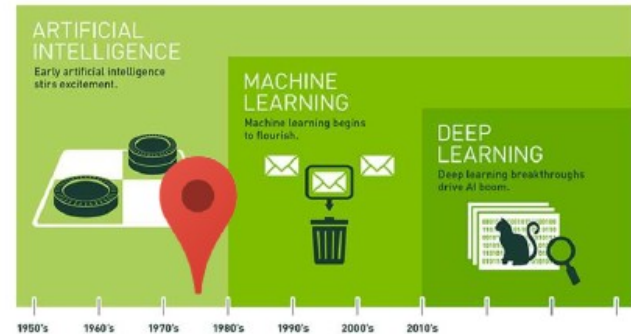 ARTIFICIAL
INTELLIGENCE
Early artificial intelligence
stirs excitement.
MACHINE
LEARNING
Machine learning begins
to flourish.
DEEP
LEARNING
Deep learning breakthroughs
drive AI boom.
1950's 1960's 1970's 1980's 1990's 2000's 2010's